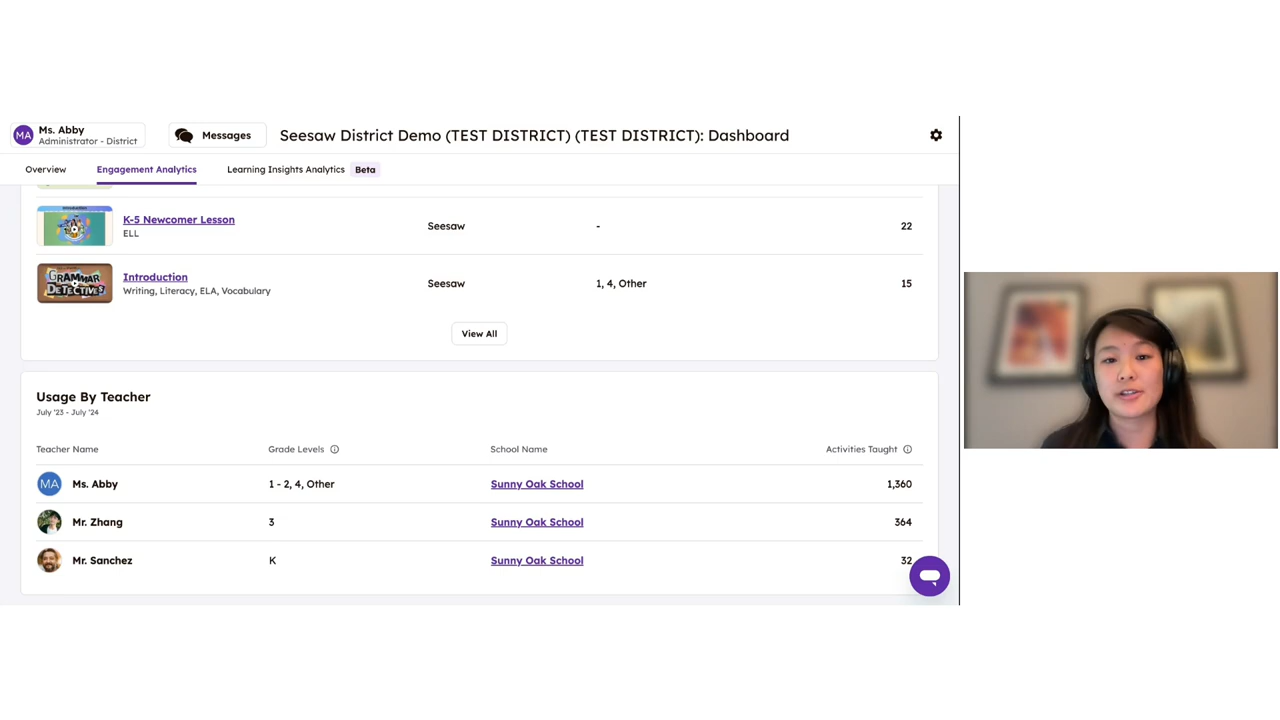 MA
Ms. Abby
Administrator - District
Messages
Seesaw District Demo (TEST DISTRICT) (TEST DISTRICT): Dashboard
Overview
Engagement Analytics
Learning Insights Analytics
Beta
K-5 Newcomer Lesson
ELL
Seesaw
-
22
GRAMMAR
DETECTIVES
Introduction
Writing, Literacy, ELA, Vocabulary
Seesaw
1, 4, Other
15
View All
Usage By Teacher
July '23 - July '24
Teacher Name
Grade Levels
School Name
Activities Taught
MA
Ms. Abby
1 - 2, 4, Other
Sunny Oak School
1,360
Mr. Zhang
3
Sunny Oak School
364
Mr. Sanchez
K
Sunny Oak School
32